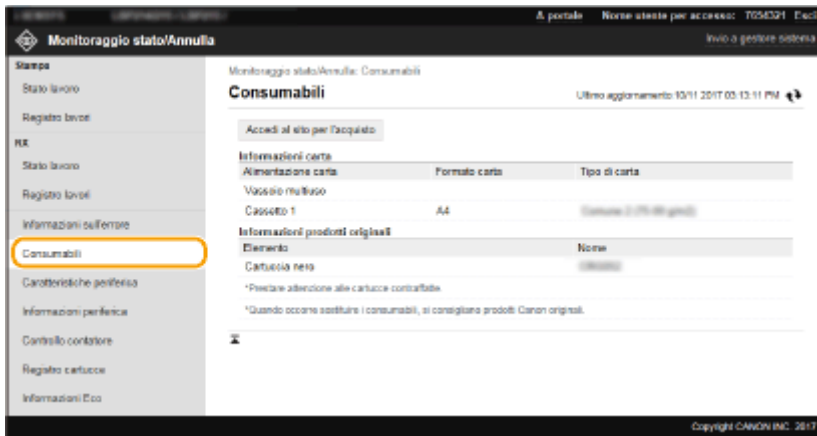 A portale Nome utente per accesso: 7654321 Esci
Monitoraggio stato/Annulla
Invio a gestore sistema
Stampa
Stato lavoro
Registro lavori
RX
Stato lavoro
Registro lavori
Informazioni sull'errore
Consumabili
Caratteristiche periferica
Informazioni periferica
Controllo contatore
Registro cartucce
Informazioni Eco
Monitoraggio stato/Annulla: Consumabili
Consumabili
Ultimo aggiornamento:10/11 2017 03:13:11 PM
Accedi al sito per l'acquisto
Informazioni carta
Alimentazione carta Formato carta Tipo di carta
Vassoio multiuso
Cassetto 1 A4
Informazioni prodotti originali
Elemento Nome
Cartuccia nero
*Prestare attenzione alle cartucce contraffatte.
*Quando occorre sostituire i consumabili, si consigliano prodotti Canon originali.
Copyright CANON INC. 2017